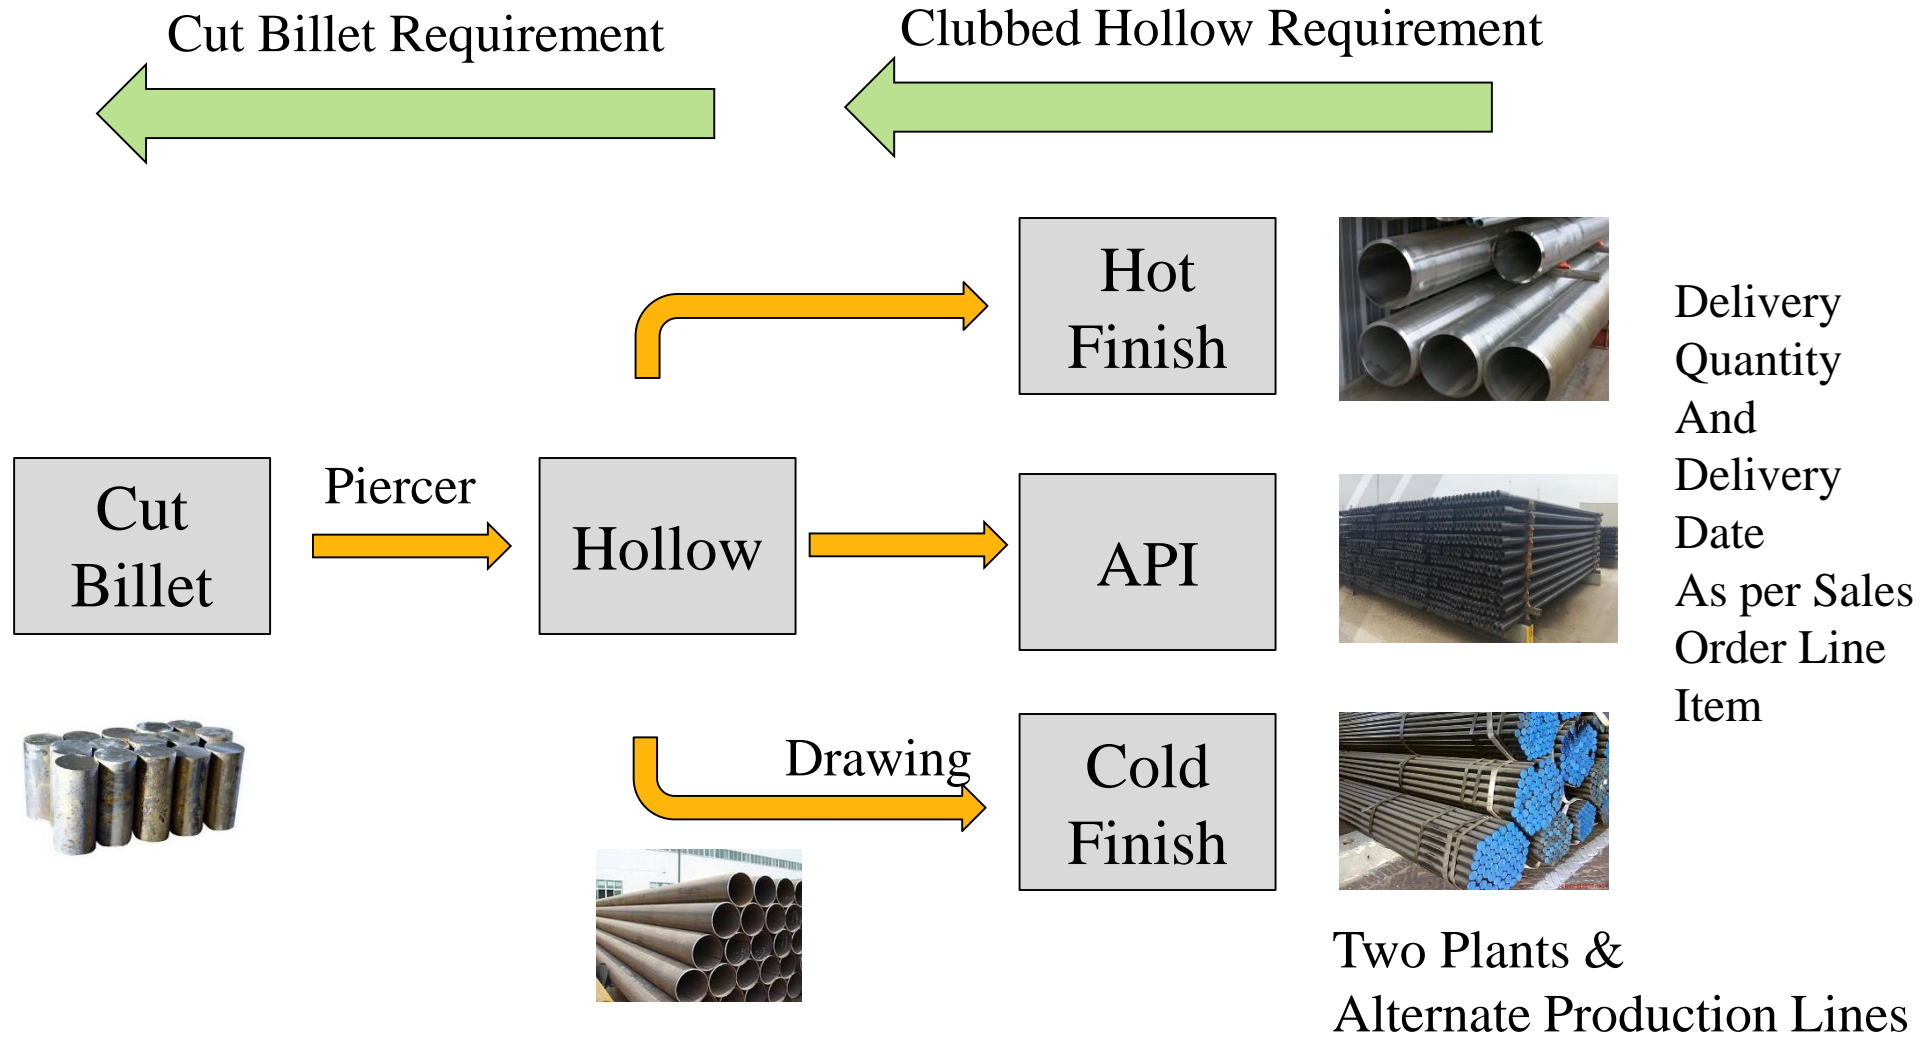 Cut Billet Requirement
Clubbed Hollow Requirement
Hot
Finish
Delivery
Quantity
And
Delivery
Date
As per Sales
Order Line
Item
Cut
Billet
Piercer
Hollow
API
Drawing
Cold
Finish
Two Plants &
Alternate Production Lines